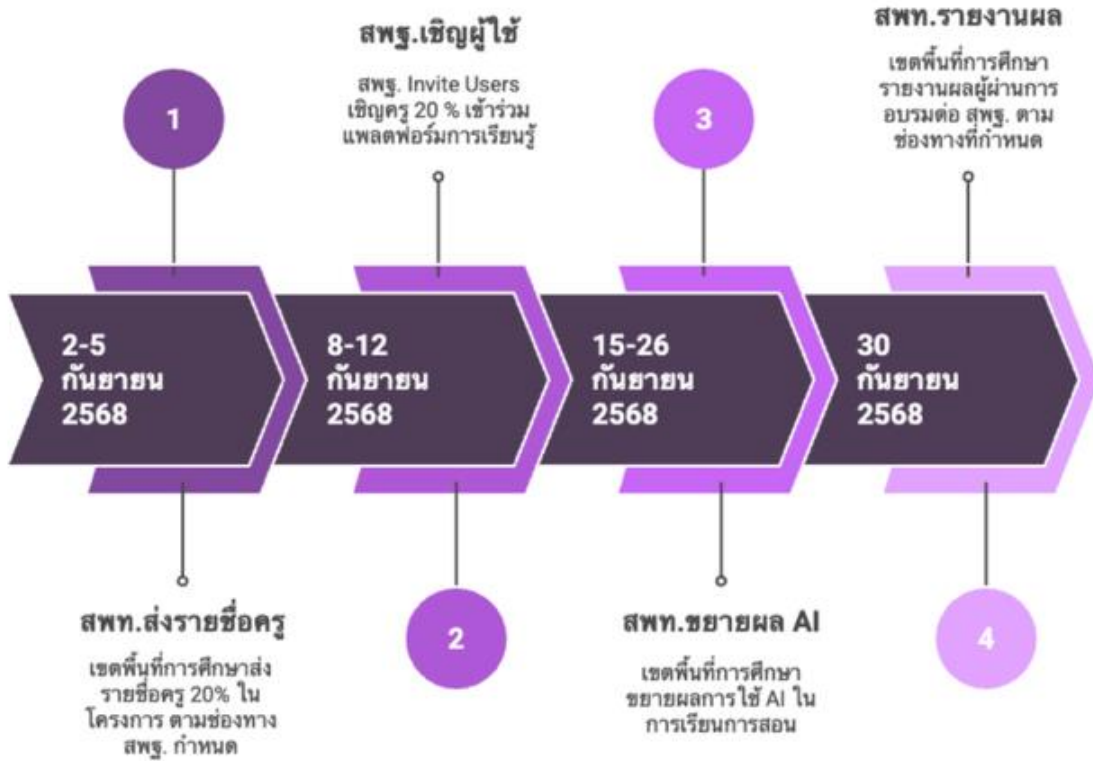 1
2-5
กันยายน
2568
สพท.ส่งรายชื่อครู
เขตพื้นที่การศึกษาส่ง
รายชื่อครู 20% ใน
โครงการ ตามช่องทาง
สพฐ. กำหนด
สพฐ.เชิญผู้ใช้
สพฐ. Invite Users
เชิญครู 20 % เข้าร่วม
แพลตฟอร์มการเรียนรู้
8-12
กันยายน
2568
2
3
15-26
กันยายน
2568
สพท.ขยายผล AI
เขตพื้นที่การศึกษา
ขยายผลการใช้ AI ใน
การเรียนการสอน
สพท.รายงานผล
เขตพื้นที่การศึกษา
รายงานผลผู้ผ่านการ
อบรมต่อ สพฐ. ตาม
ช่องทางที่กำหนด
30
กันยายน
2568
4